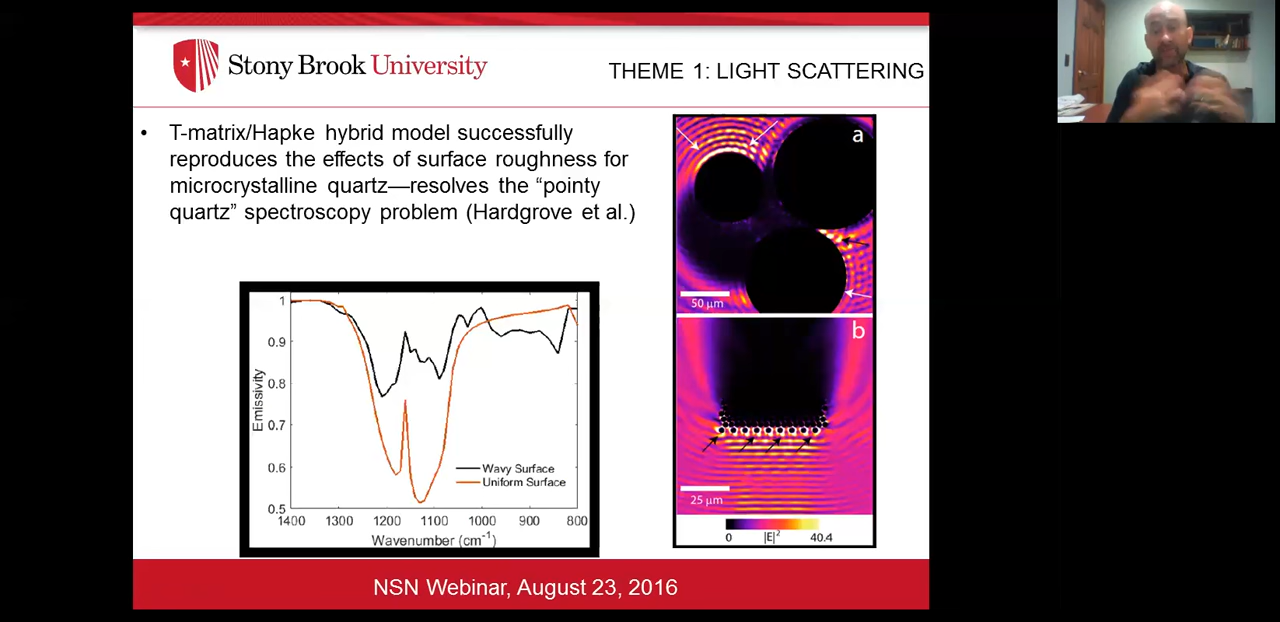 Stony Brook University
THEME 1: LIGHT SCATTERING
• T-matrix/Hapke hybrid model successfully
reproduces the effects of surface roughness for
microcrystalline quartz—resolves the “pointy
quartz” spectroscopy problem (Hardgrove et al.)
1
0.9
0.8
0.7
0.6
0.5
Emissivity
Wavy Surface
Uniform Surface
1400 1300 1200 1100 1000 900 800
Wavenumber (cm⁻¹)
a
50 µm
b
25 µm
0 |E|² 40.4
NSN Webinar, August 23, 2016